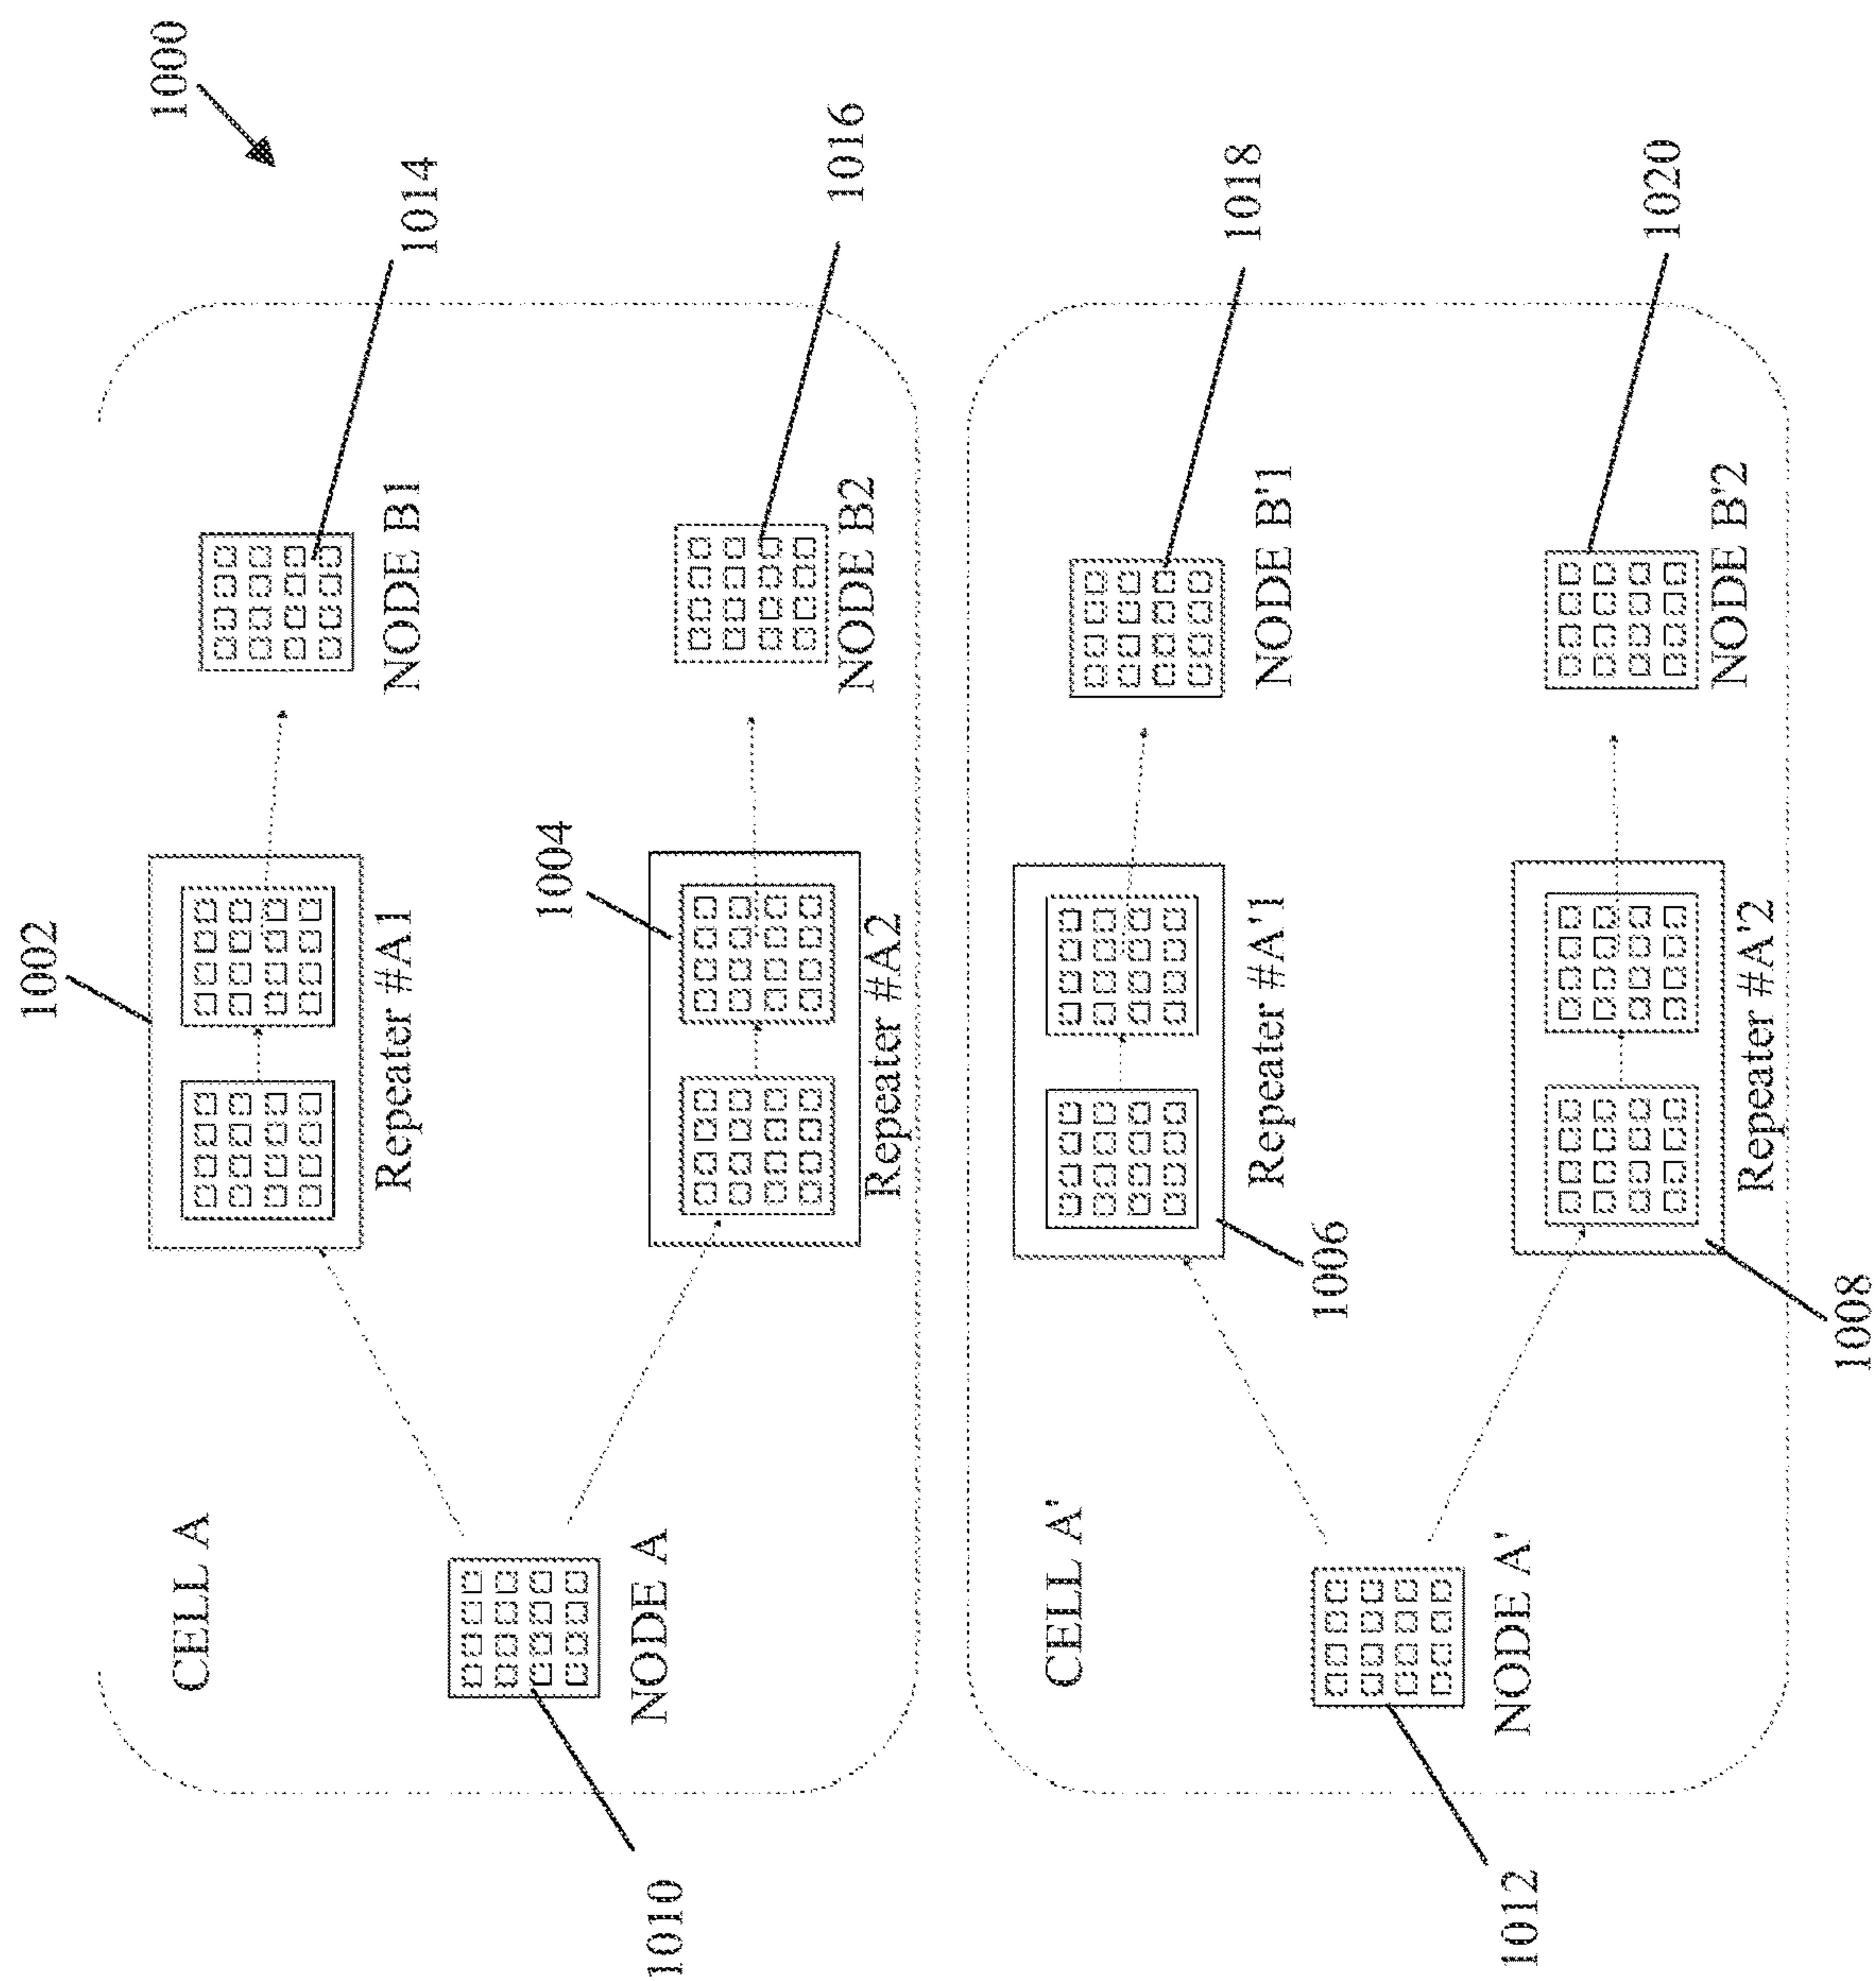 1002
1000
CELL A
Repeater #A1
NODE B1
1014
1004
1010
NODE A
Repeater #A2
NODE B2
1016
CELL A'
Repeater #A'1
NODE B'1
1018
1006
1012
NODE A'
1020
Repeater #A'2
NODE B'2
1008